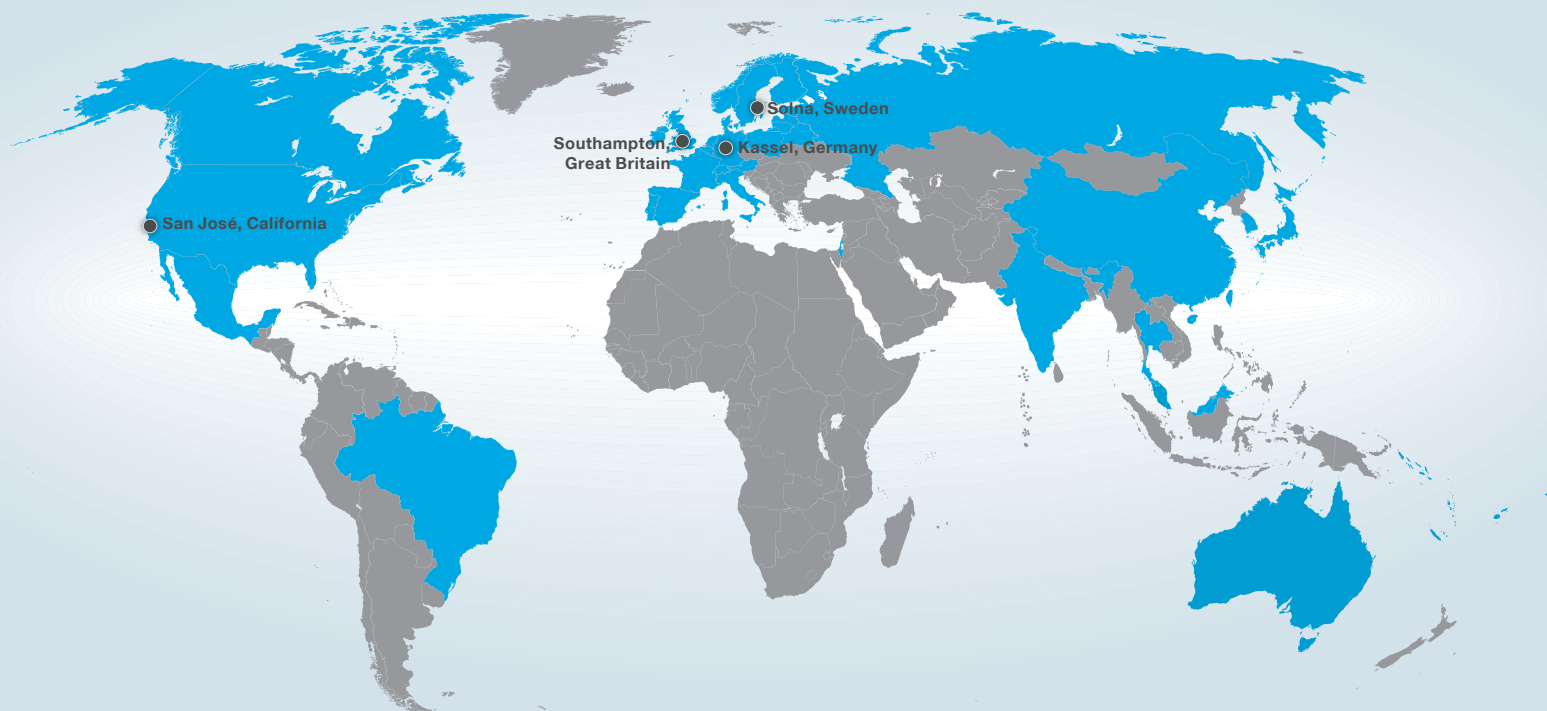 Solna, Sweden
Southampton,
Great Britain
Kassel, Germany
San José, California